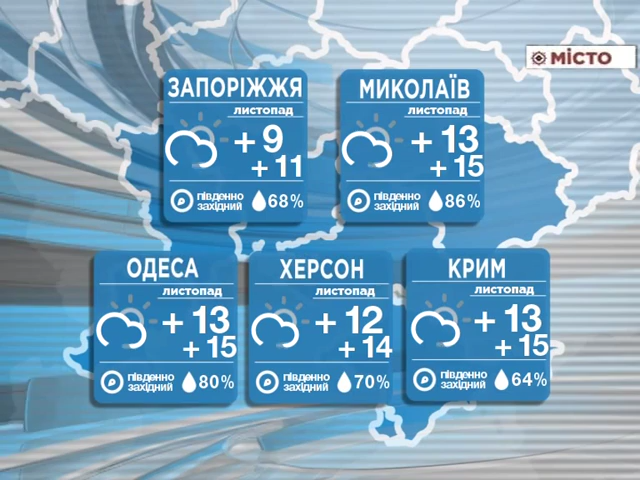 МІСТО
ЗАПОРІЖЖЯ
листопад
+ 9
+ 11
південно
західний
68%
МИКОЛАЇВ
листопад
+ 13
+ 15
південно
західний
86%
ОДЕСА
листопад
+ 13
+ 15
південно
західний
80%
ХЕРСОН
листопад
+ 12
+ 14
південно
західний
70%
КРИМ
листопад
+ 13
+ 15
південно
західний
64%